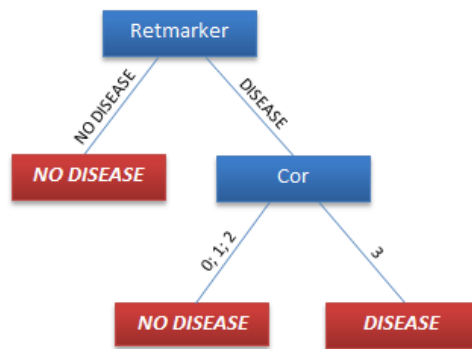 Retmarker
NO DISEASE
DISEASE
NO DISEASE
Cor
0; 1; 2
3
NO DISEASE
DISEASE